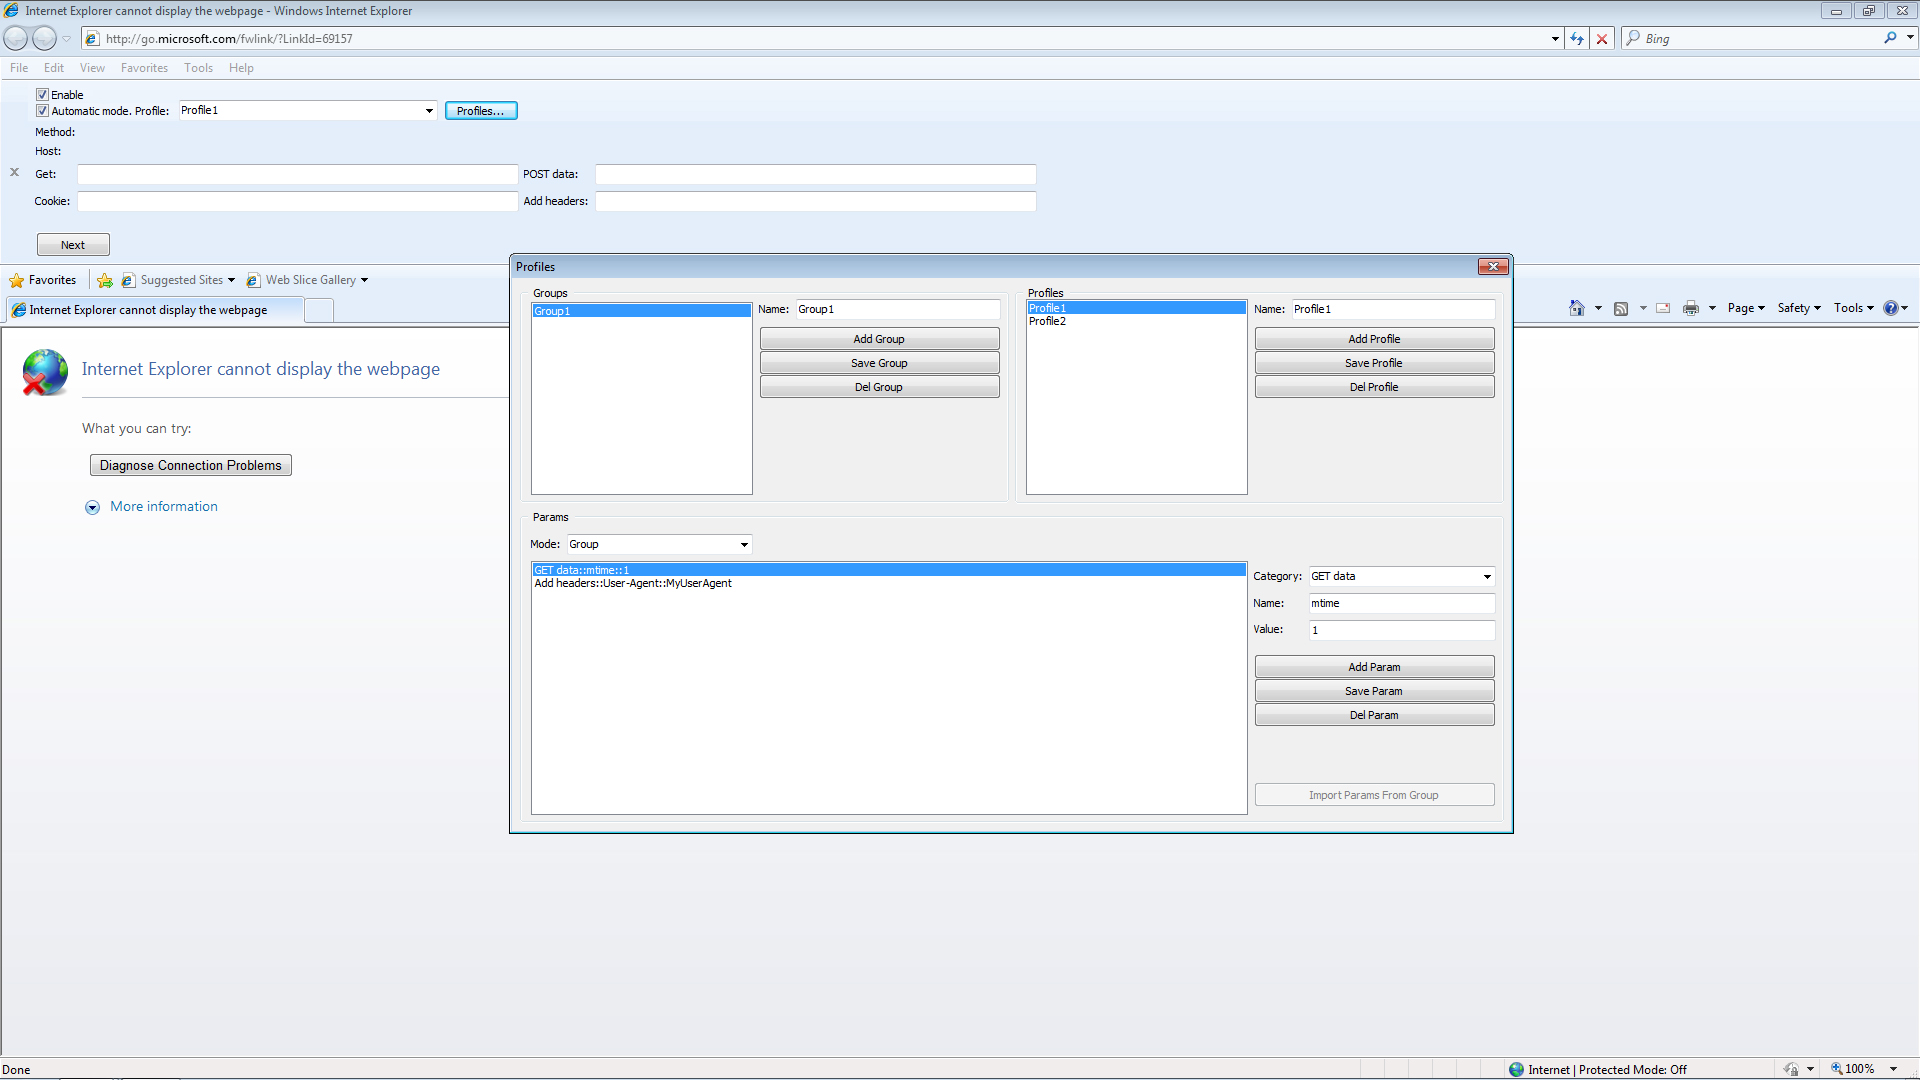 Internet Explorer cannot display the webpage - Windows Internet Explorer
http://go.microsoft.com/fwlink/?LinkId=69157
Bing
File Edit View Favorites Tools Help
Enable
Automatic mode. Profile: Profile1 Profiles...
Method:
Host:
Get: POST data:
Cookie: Add headers:
Next
Favorites Suggested Sites Web Slice Gallery
Internet Explorer cannot display the webpage
Page Safety Tools
Internet Explorer cannot display the webpage
What you can try:
Diagnose Connection Problems
More information
Profiles
Groups
Group1
Name: Group1
Add Group
Save Group
Del Group
Profiles
Profile1
Profile2
Name: Profile1
Add Profile
Save Profile
Del Profile
Params
Mode: Group
GET data::mtime::1
Add headers::User-Agent::MyUserAgent
Category: GET data
Name: mtime
Value: 1
Add Param
Save Param
Del Param
Import Params From Group
Done
Internet | Protected Mode: Off
100%